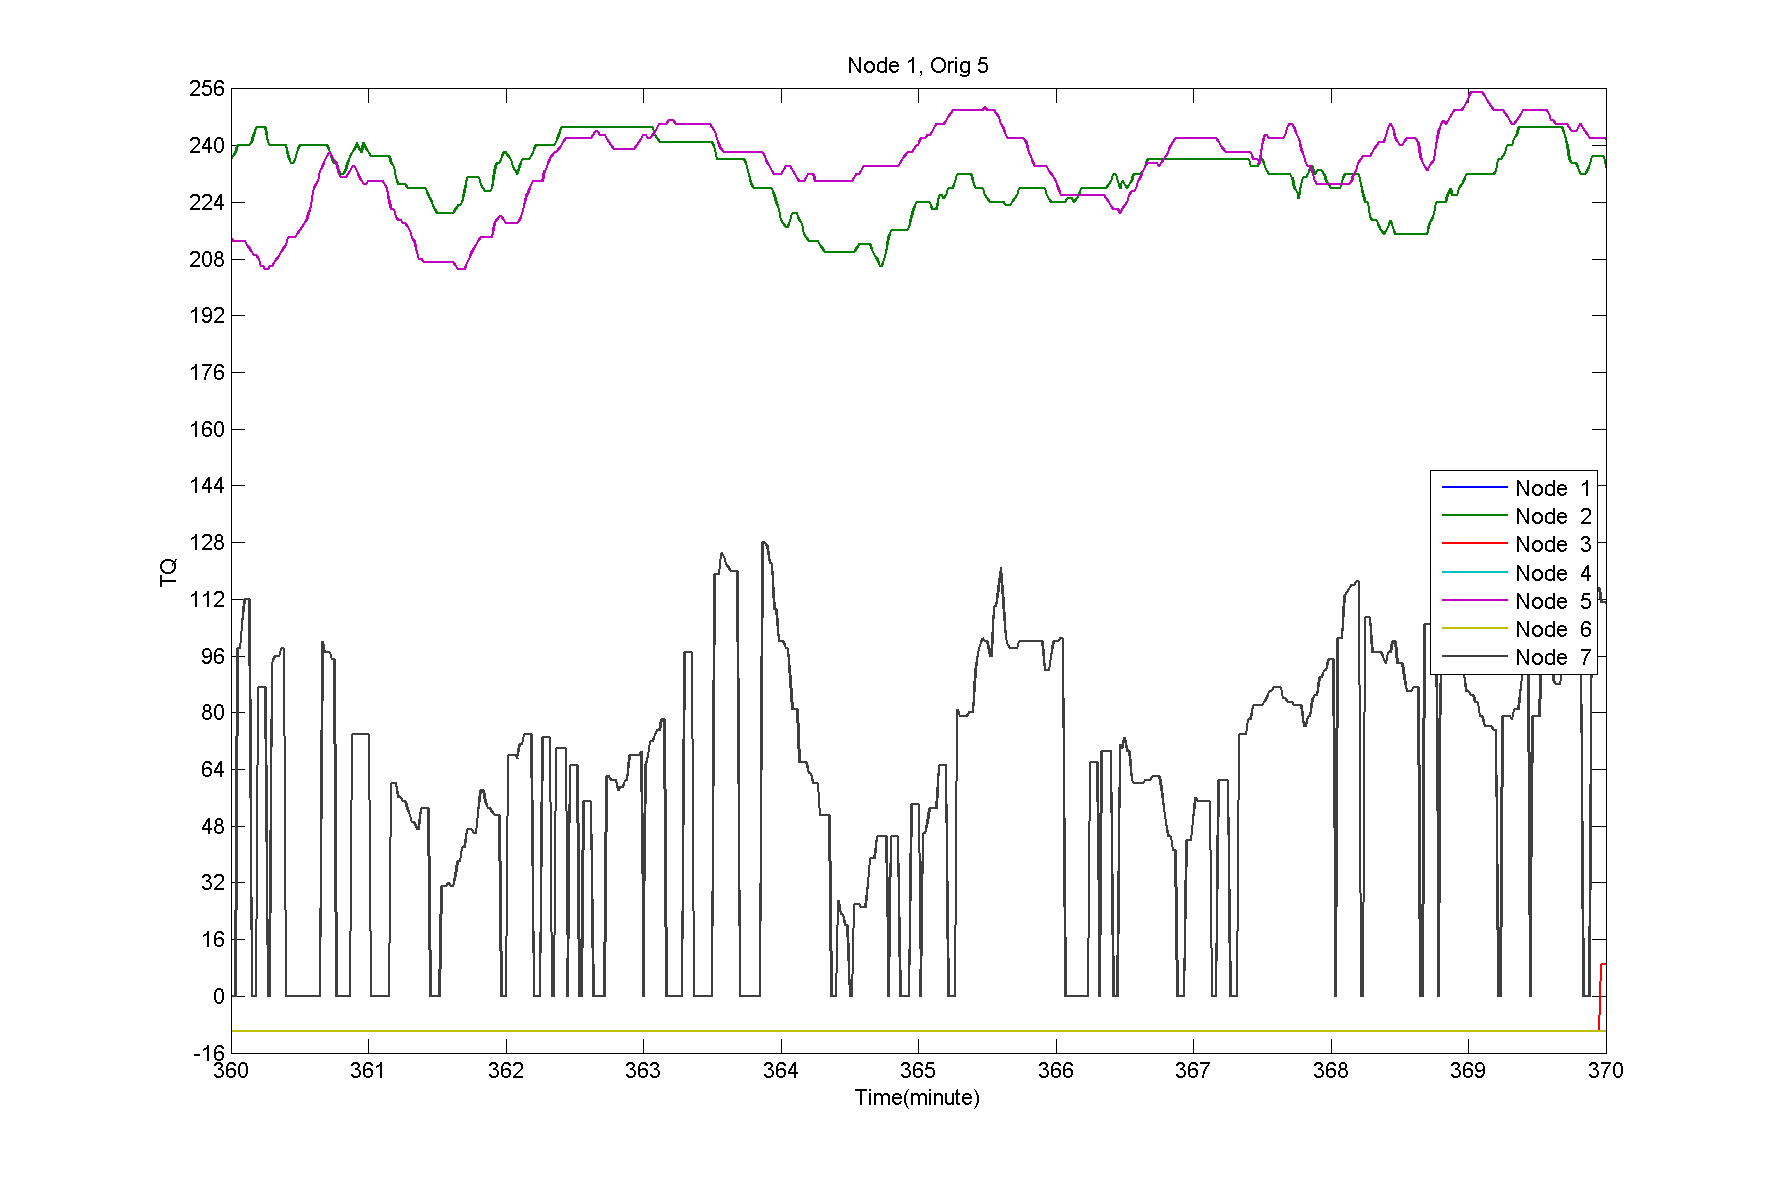 Node 1, Orig 5
256
240
224
208
192
176
160
144
128
112
96
80
64
48
32
16
0
-16
TQ
Node 1
Node 2
Node 3
Node 4
Node 5
Node 6
Node 7
360 361 362 363 364 365 366 367 368 369 370
Time(minute)